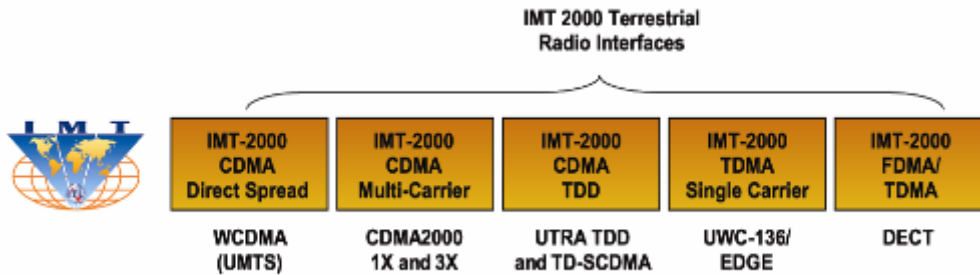 IMT 2000 Terrestrial
Radio Interfaces
IMT
IMT-2000
CDMA
Direct Spread
IMT-2000
CDMA
Multi-Carrier
IMT-2000
CDMA
TDD
IMT-2000
TDMA
Single Carrier
IMT-2000
FDMA/
TDMA
WCDMA
(UMTS)
CDMA2000
1X and 3X
UTRA TDD
and TD-SCDMA
UWC-136/
EDGE
DECT